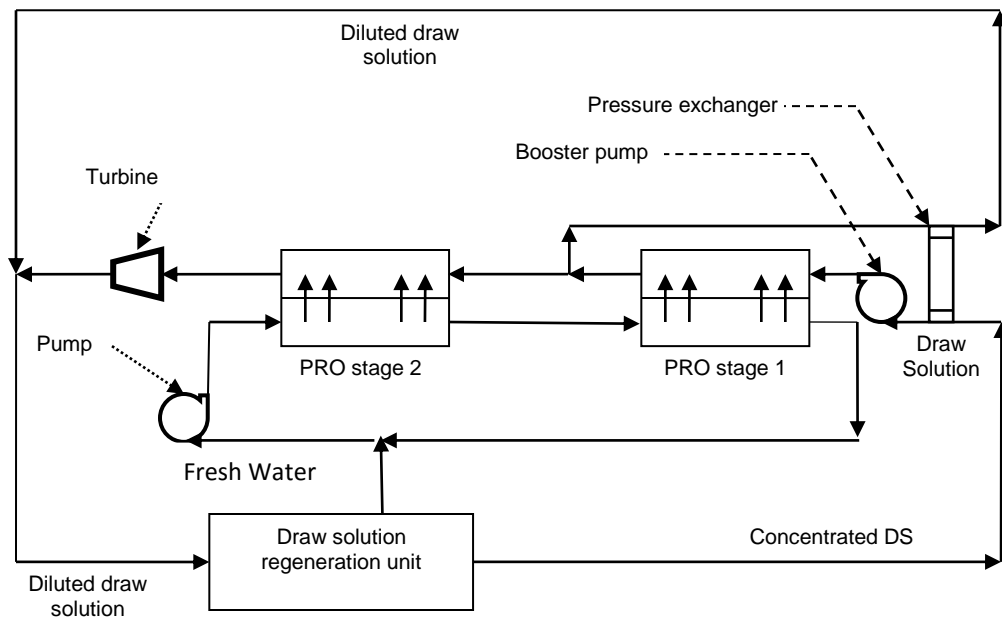 Diluted draw
solution
Pressure exchanger
Booster pump
Turbine
Pump
PRO stage 2
PRO stage 1
Draw
Solution
Fresh Water
Draw solution
regeneration unit
Concentrated DS
Diluted draw
solution